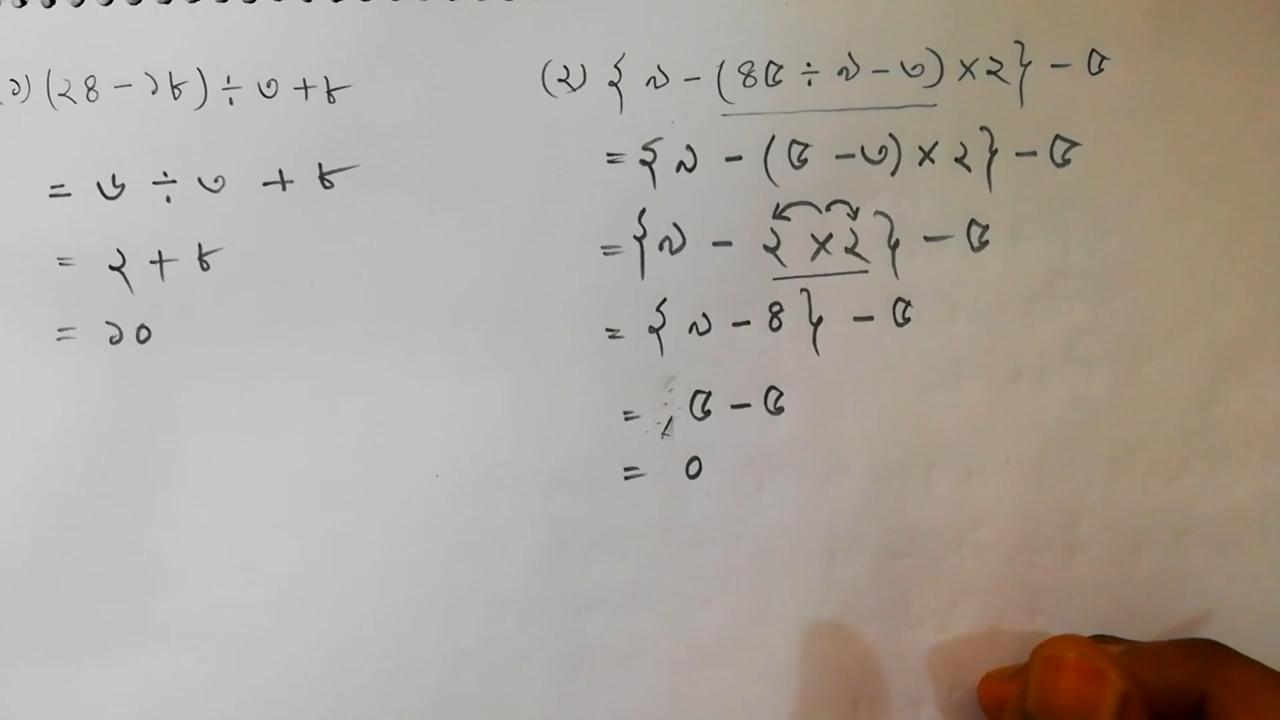 ১) (২৪ - ১৮) ÷ ৩ + ৮
= ৬ ÷ ৩ + ৮
= ২ + ৮
= ১০
(২) { ৯ - (৪৫ ÷ ৯ - ৩) × ২} - ৫
= {৯ - (৫ - ৩) × ২} - ৫
= {৯ - ২ × ২} - ৫
= { ৯ - ৪ } - ৫
= ৫ - ৫
= ০